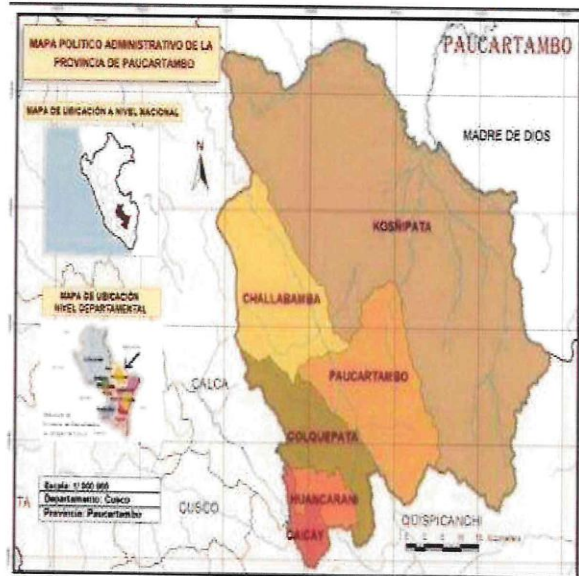 MAPA POLITICO ADMINISTRATIVO DE LA
PROVINCIA DE PAUCARTAMBO
PAUCARTAMBO
MAPA DE UBICACIÓN A NIVEL NACIONAL
N
MADRE DE DIOS
KOSÑIPATA
CHALLABAMBA
MAPA DE UBICACIÓN
NIVEL DEPARTAMENTAL
PAUCARTAMBO
CALCA
COLQUEPATA
Departamento: Cusco
Provincia: Paucartambo
TA
CUSCO
HUANCARANI
CAICAY
QUISPICANCHI